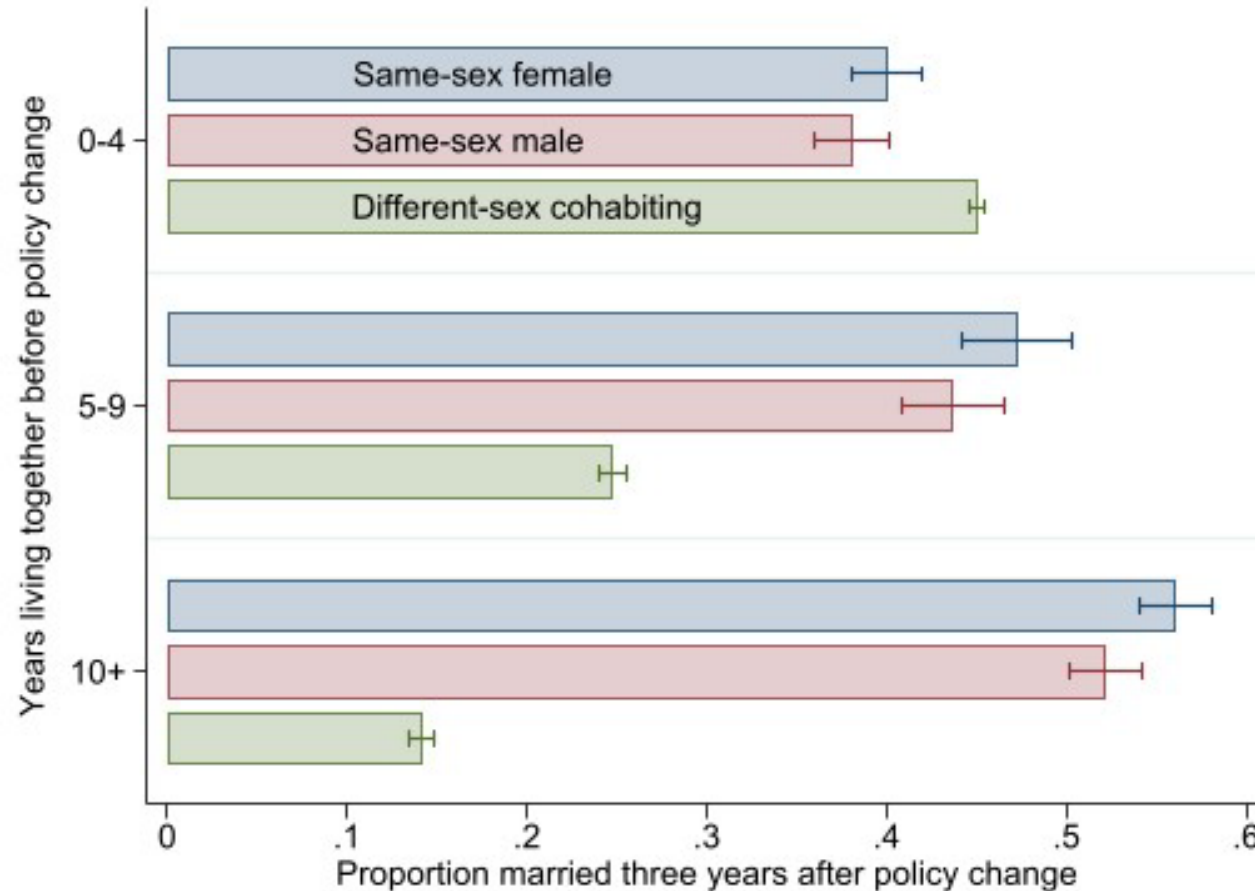 Years living together before policy change
0-4
Same-sex female
Same-sex male
Different-sex cohabiting
5-9
10+
0 .1 .2 .3 .4 .5 .6
Proportion married three years after policy change